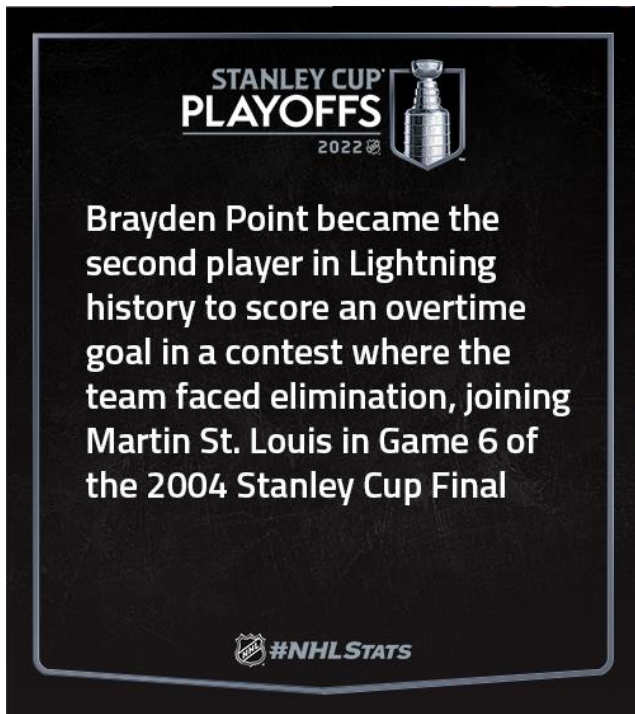 STANLEY CUP
PLAYOFFS
2022
Brayden Point became the
second player in Lightning
history to score an overtime
goal in a contest where the
team faced elimination, joining
Martin St. Louis in Game 6 of
the 2004 Stanley Cup Final
NHL #NHLSTATS